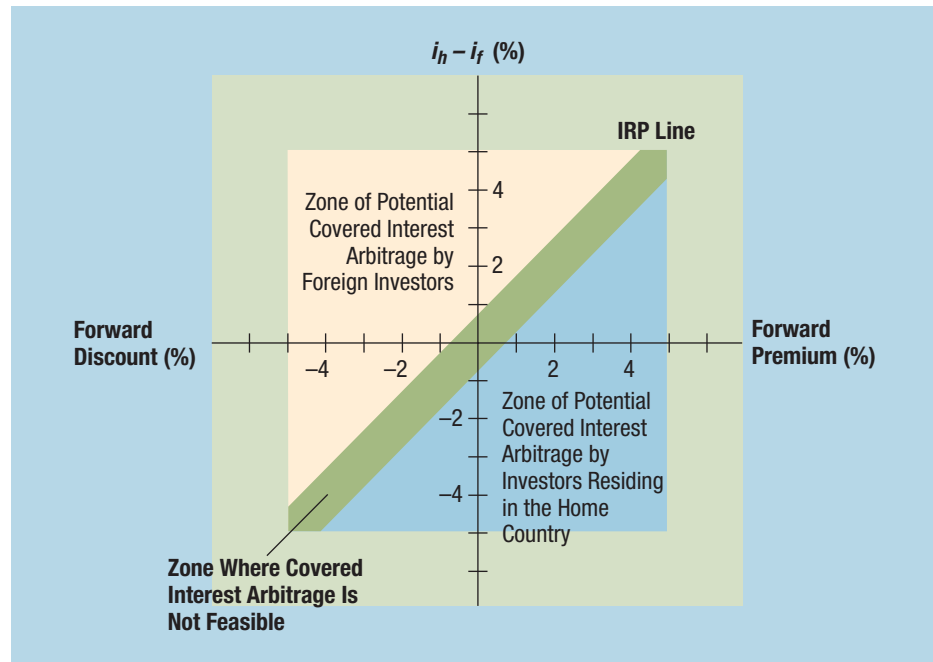 i_h – i_f (%)
IRP Line
Zone of Potential
Covered Interest
Arbitrage by
Foreign Investors
4
2
Forward
Discount (%)
–4
–2
2
4
Forward
Premium (%)
–2
–4
Zone of Potential
Covered Interest
Arbitrage by
Investors Residing
in the Home
Country
Zone Where Covered
Interest Arbitrage Is
Not Feasible